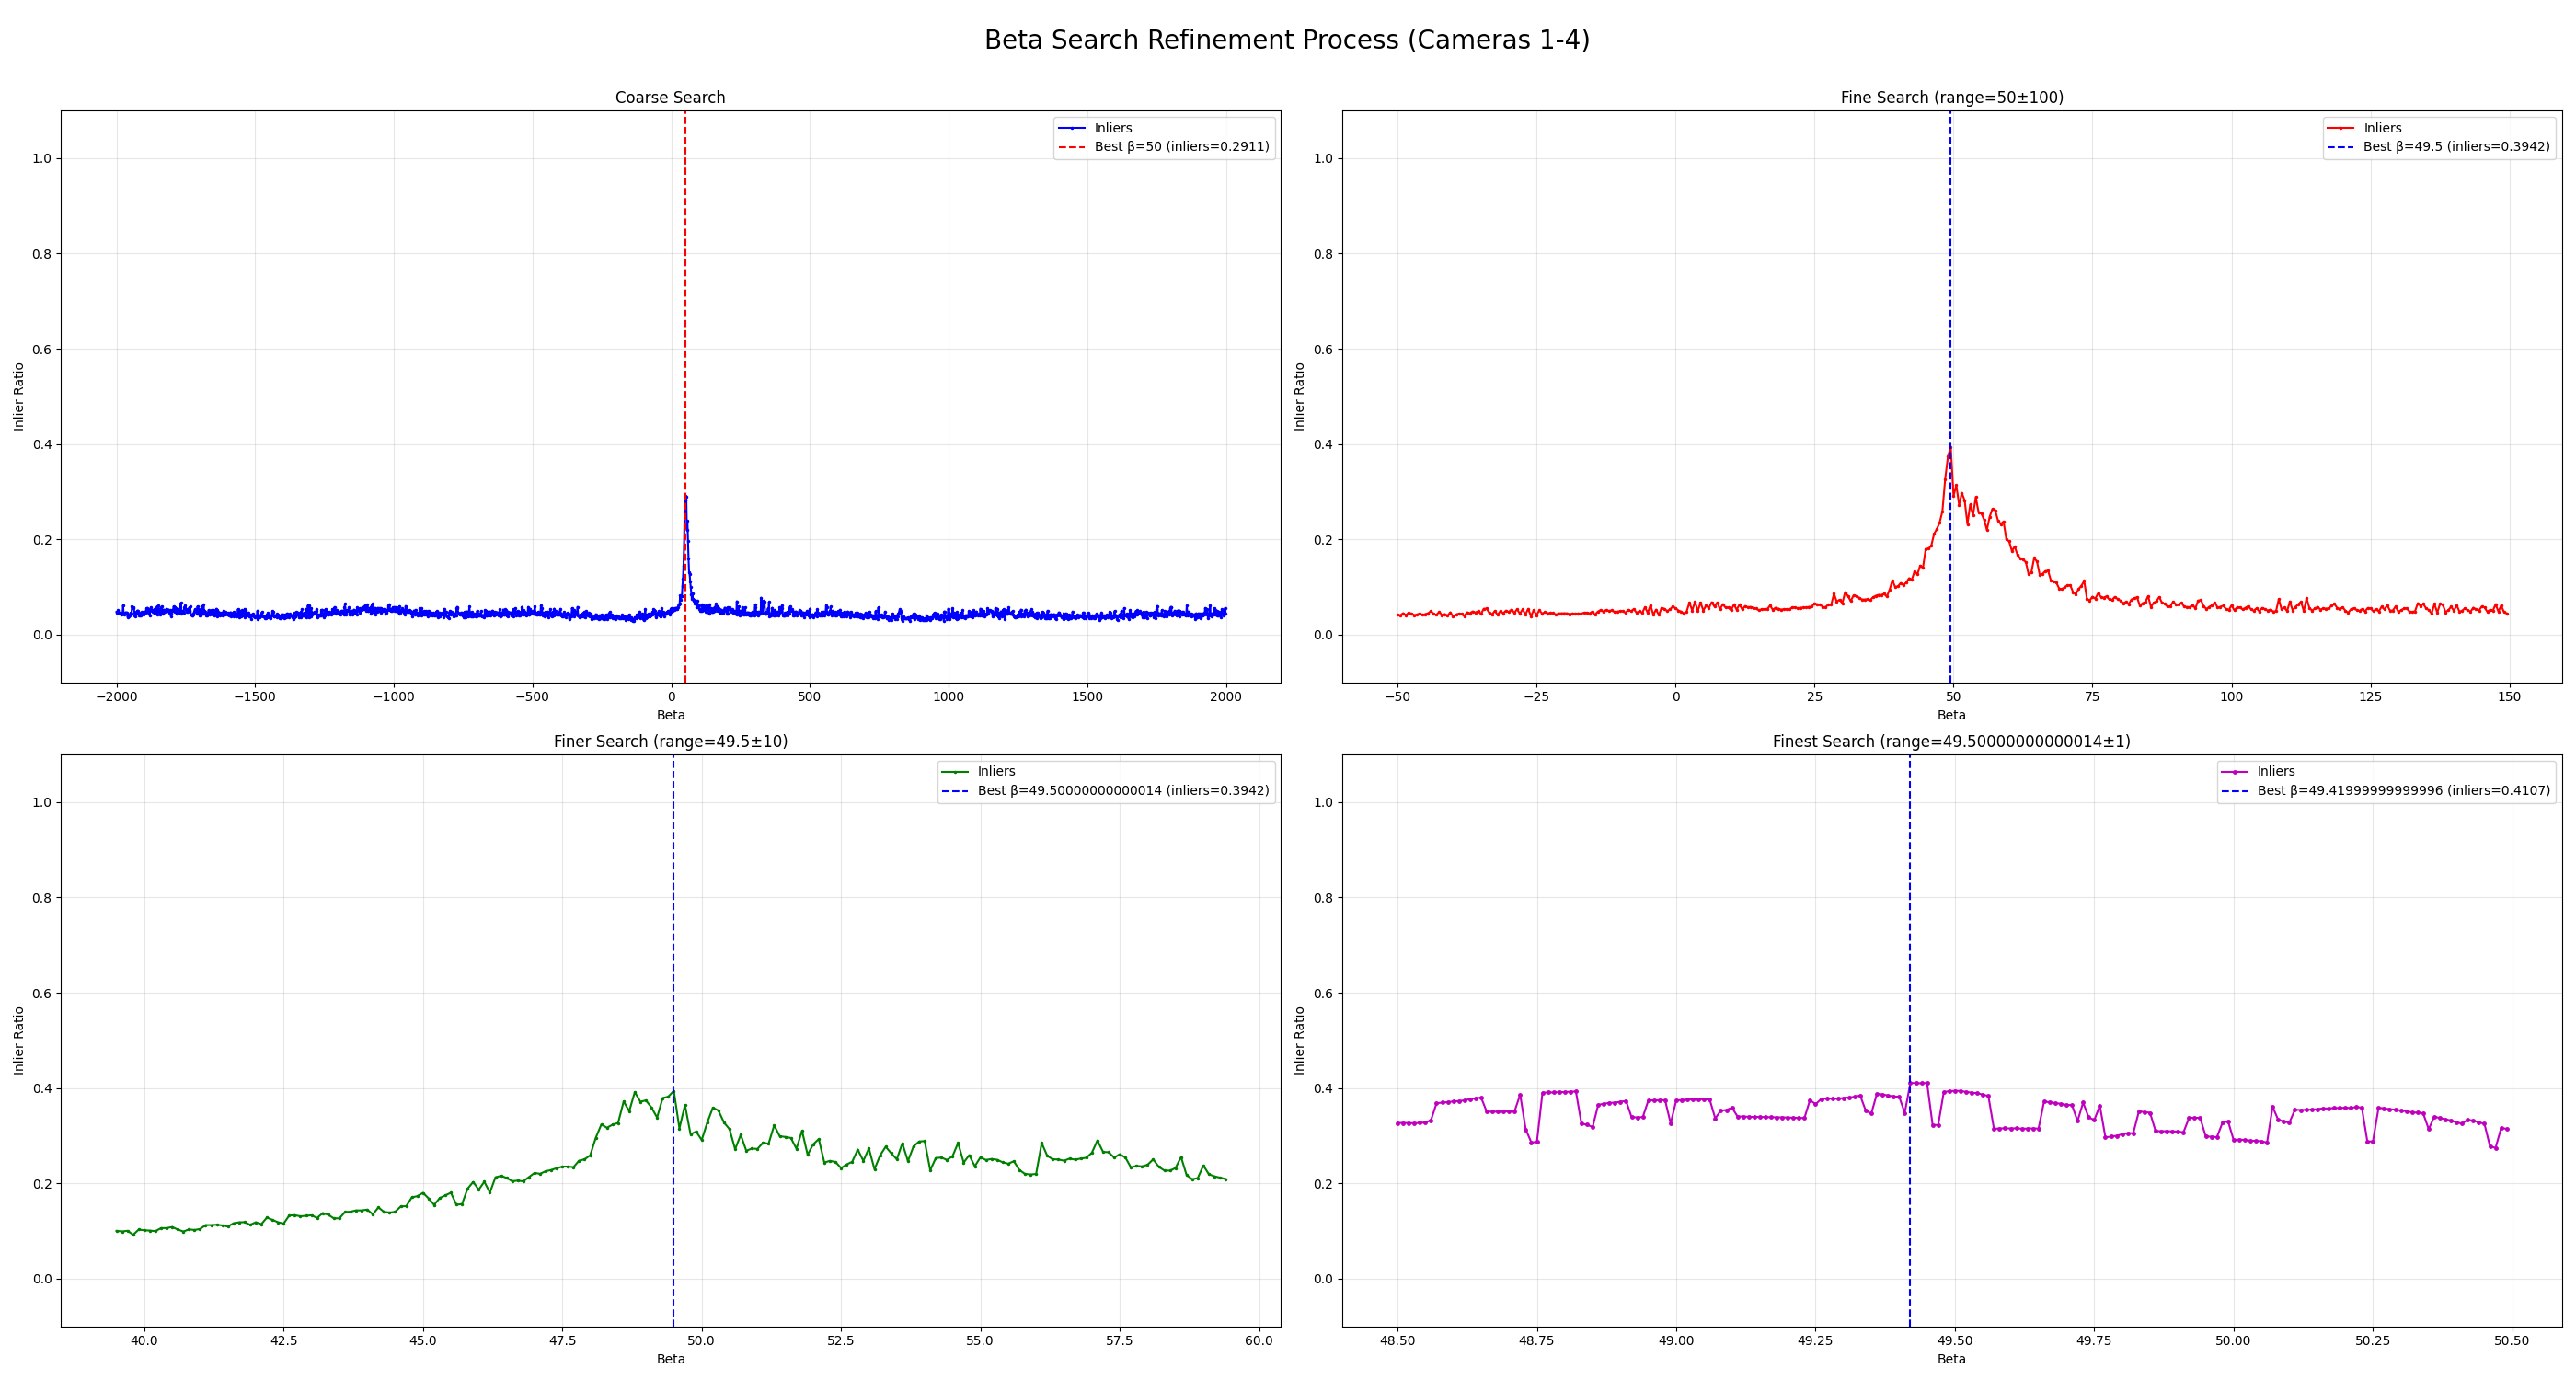 Beta Search Refinement Process (Cameras 1-4)
Coarse Search
Inliers
Best β=50 (inliers=0.2911)
1.0
0.8
0.6
0.4
0.2
0.0
Inlier Ratio
−2000 −1500 −1000 −500 0 500 1000 1500 2000
Beta
Fine Search (range=50±100)
Inliers
Best β=49.5 (inliers=0.3942)
1.0
0.8
0.6
0.4
0.2
0.0
Inlier Ratio
−50 −25 0 25 50 75 100 125 150
Beta
Finer Search (range=49.5±10)
Inliers
Best β=49.50000000000014 (inliers=0.3942)
1.0
0.8
0.6
0.4
0.2
0.0
Inlier Ratio
40.0 42.5 45.0 47.5 50.0 52.5 55.0 57.5 60.0
Beta
Finest Search (range=49.50000000000014±1)
Inliers
Best β=49.41999999999996 (inliers=0.4107)
1.0
0.8
0.6
0.4
0.2
0.0
Inlier Ratio
48.50 48.75 49.00 49.25 49.50 49.75 50.00 50.25 50.50
Beta